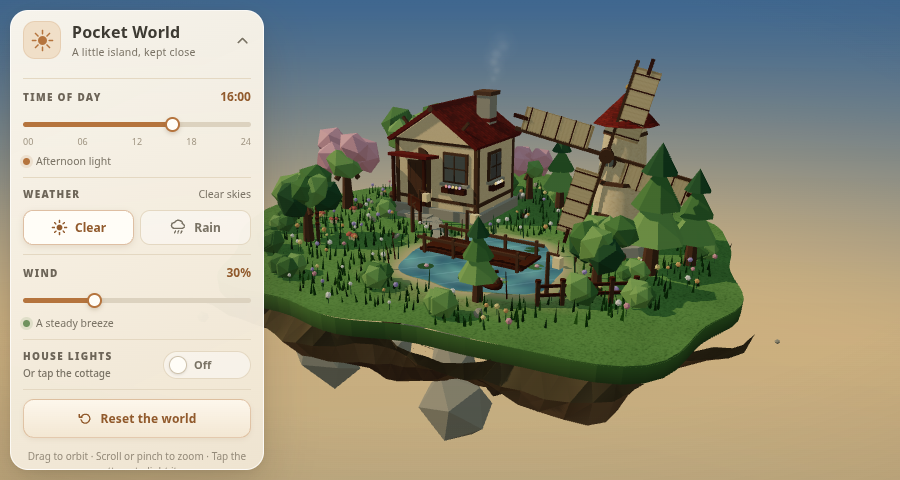 Pocket World
A little island, kept close
TIME OF DAY 16:00
00 06 12 18 24
Afternoon light
WEATHER Clear skies
Clear Rain
WIND 30%
A steady breeze
HOUSE LIGHTS
Or tap the cottage
Off
Reset the world
Drag to orbit · Scroll or pinch to zoom · Tap the